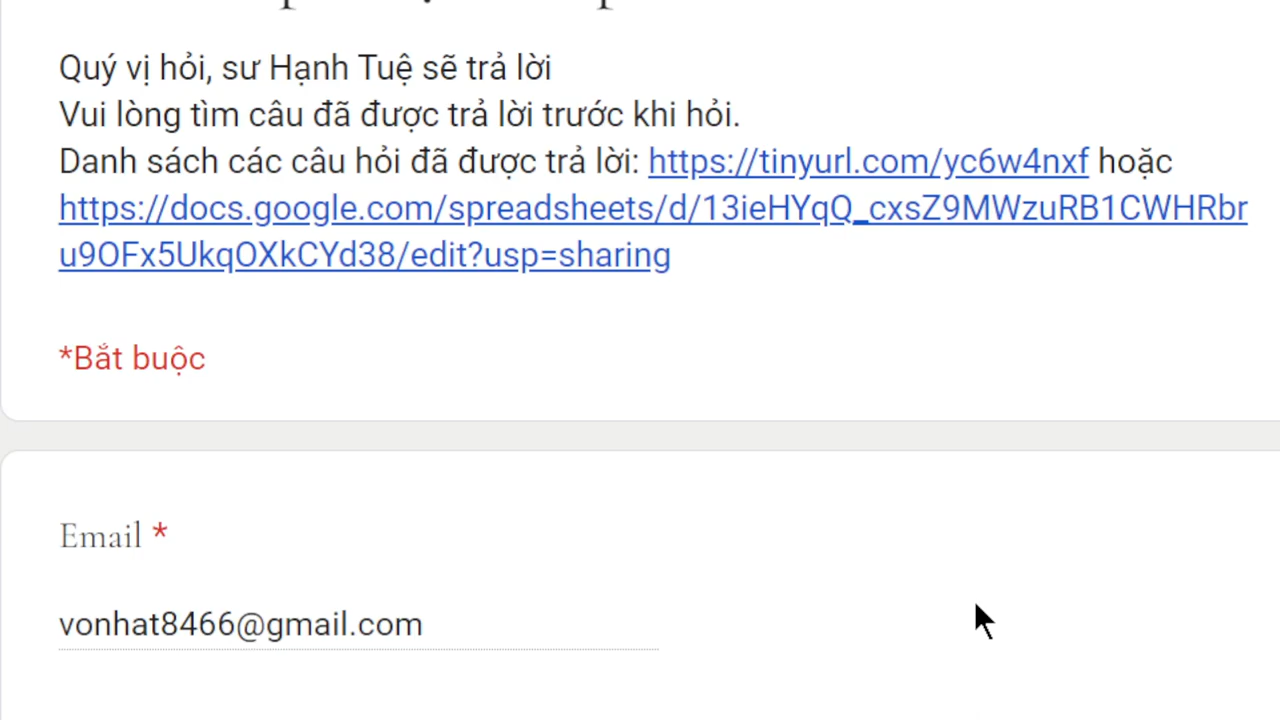 Quý vị hỏi, sư Hạnh Tuệ sẽ trả lời
Vui lòng tìm câu đã được trả lời trước khi hỏi.
Danh sách các câu hỏi đã được trả lời: https://tinyurl.com/yc6w4nxf hoặc
https://docs.google.com/spreadsheets/d/13ieHYqQ_cxsZ9MWzuRB1CWHRbr
u9OFx5UkqOXkCYd38/edit?usp=sharing
*Bắt buộc
Email *
vonhat8466@gmail.com